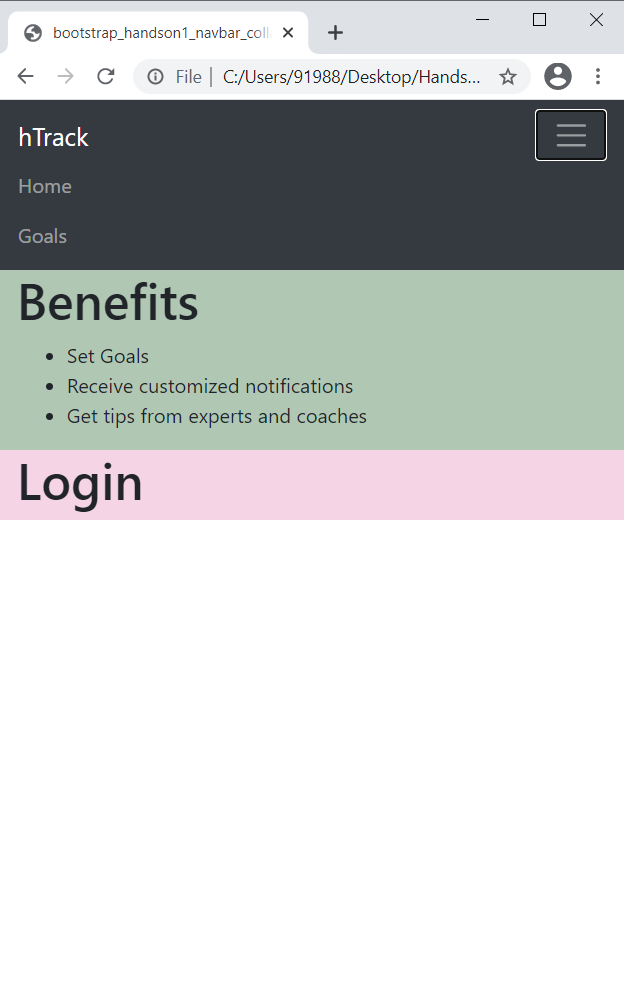 bootstrap_handson1_navbar_coll
File | C:/Users/91988/Desktop/Hands...
hTrack
Home
Goals
Benefits
• Set Goals
• Receive customized notifications
• Get tips from experts and coaches
Login